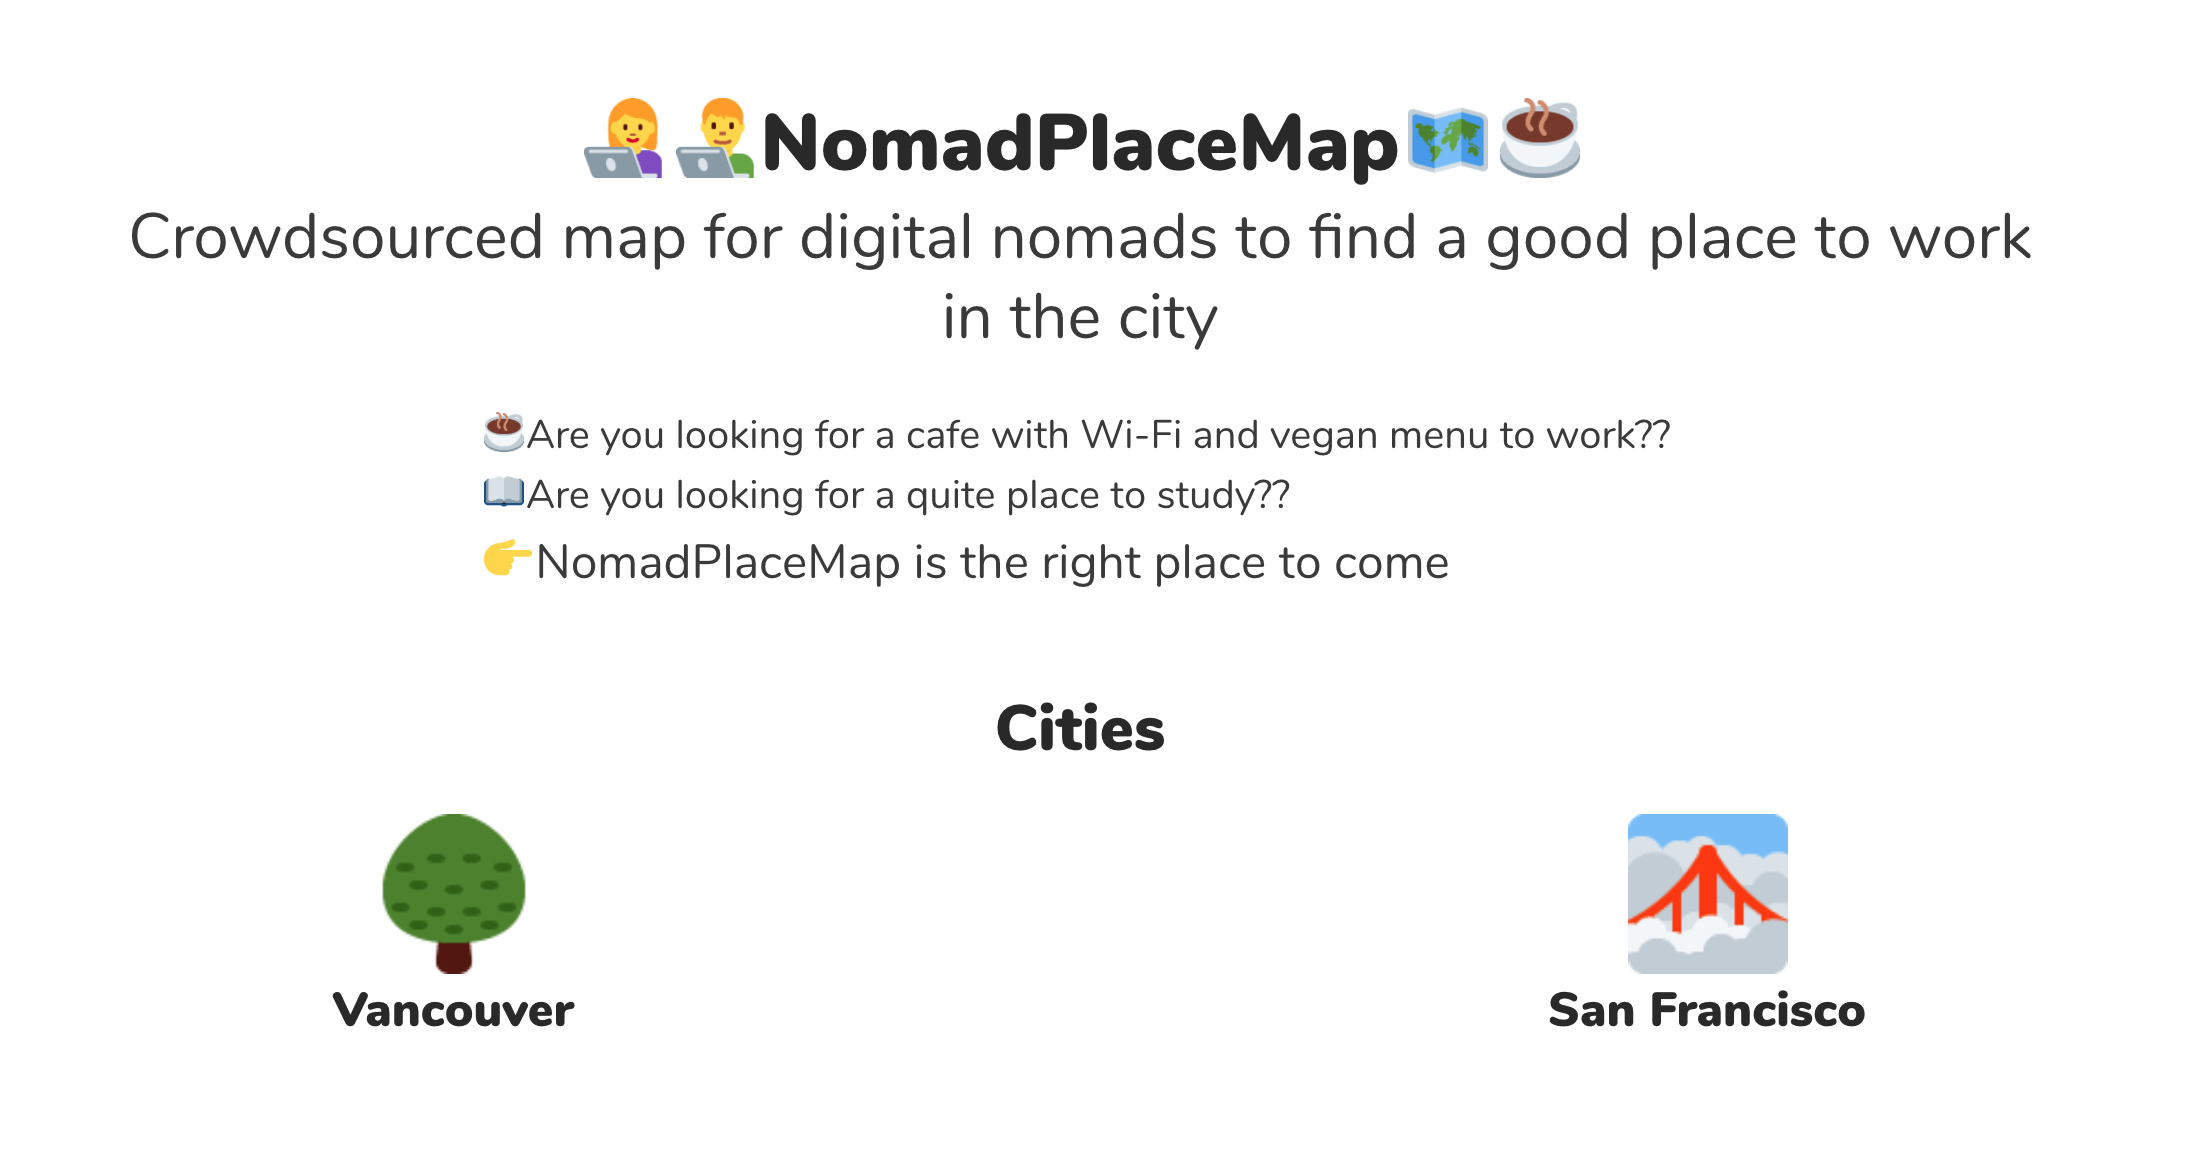 NomadPlaceMap
Crowdsourced map for digital nomads to find a good place to work
in the city
Are you looking for a cafe with Wi-Fi and vegan menu to work??
Are you looking for a quite place to study??
NomadPlaceMap is the right place to come
Cities
Vancouver
San Francisco